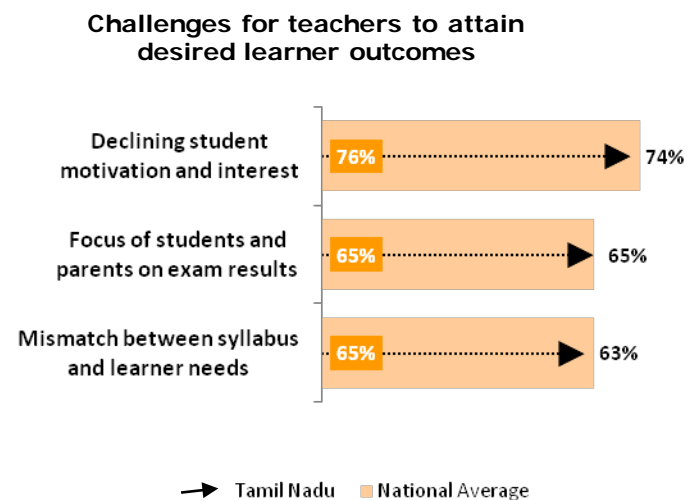 Challenges for teachers to attain
desired learner outcomes
Declining student
motivation and interest
76%
74%
Focus of students and
parents on exam results
65%
65%
Mismatch between syllabus
and learner needs
65%
63%
Tamil Nadu
National Average